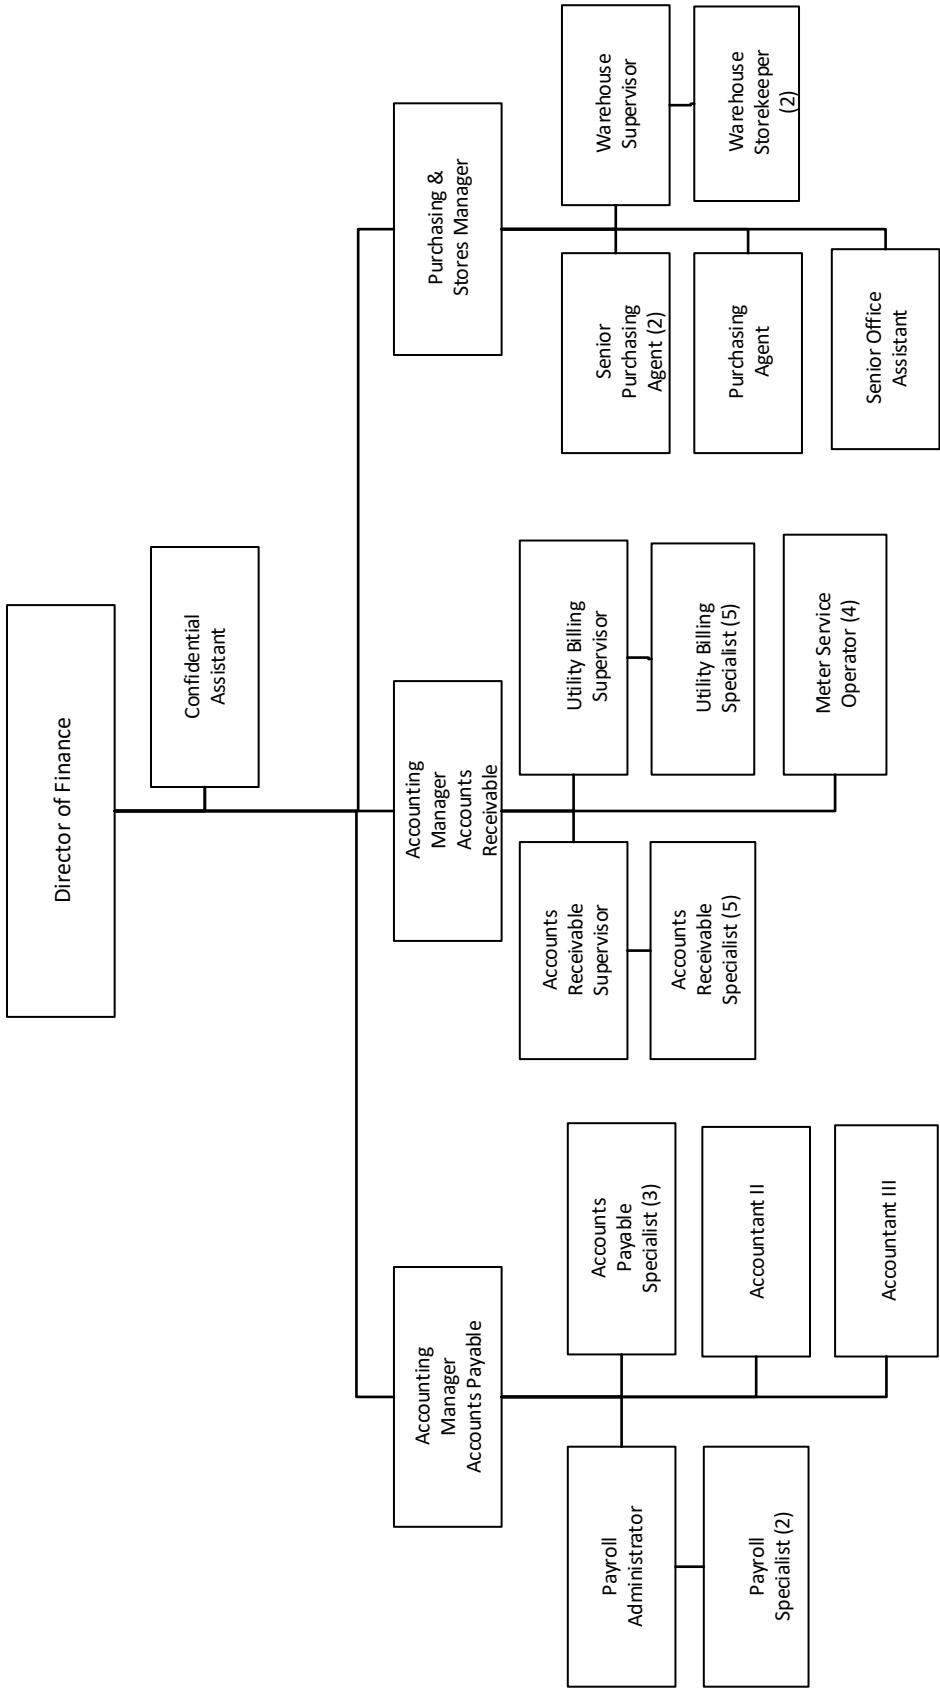 Director of Finance
Confidential
Assistant
Accounting
Manager
Accounts Payable
Accounting
Manager
Accounts
Receivable
Purchasing &
Stores Manager
Payroll
Administrator
Payroll
Specialist (2)
Accounts
Payable
Specialist (3)
Accountant II
Accountant III
Accounts
Receivable
Supervisor
Accounts
Receivable
Specialist (5)
Utility Billing
Supervisor
Utility Billing
Specialist (5)
Meter Service
Operator (4)
Senior
Purchasing
Agent (2)
Purchasing
Agent
Senior Office
Assistant
Warehouse
Supervisor
Warehouse
Storekeeper
(2)